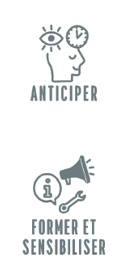 ANTICIPER
FORMER ET
SENSIBILISER